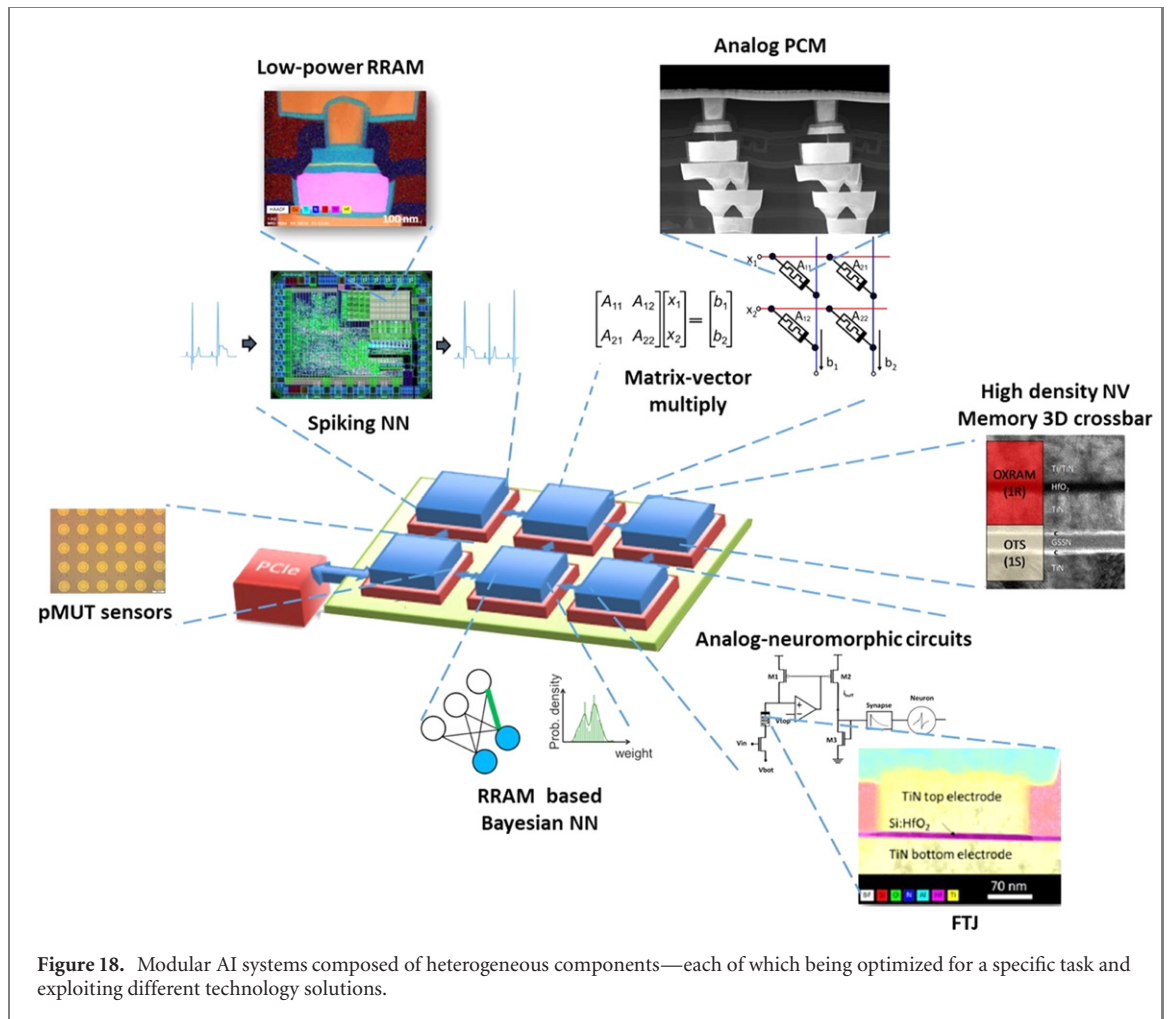 Analog PCM
Low-power RRAM
100 nm
x1
A11
A21
x2
A12
A22
b1
b2
[A11 A12] [x1] = [b1]
[A21 A22] [x2] [b2]
Matrix-vector
multiply
Spiking NN
High density NV
Memory 3D crossbar
OXRAM
(1R)
Ti/TiN
HfO2
TiN
OTS
(1S)
C
GSSN
C
TiN
PCIe
pMUT sensors
Analog-neuromorphic circuits
M1
M2
Neuron
Synapse
Vtop
M3
Vin
Vbot
Prob. density
weight
RRAM based
Bayesian NN
TiN top electrode
Si:HfO2
TiN bottom electrode
70 nm
FTJ
Figure 18. Modular AI systems composed of heterogeneous components—each of which being optimized for a specific task and
exploiting different technology solutions.